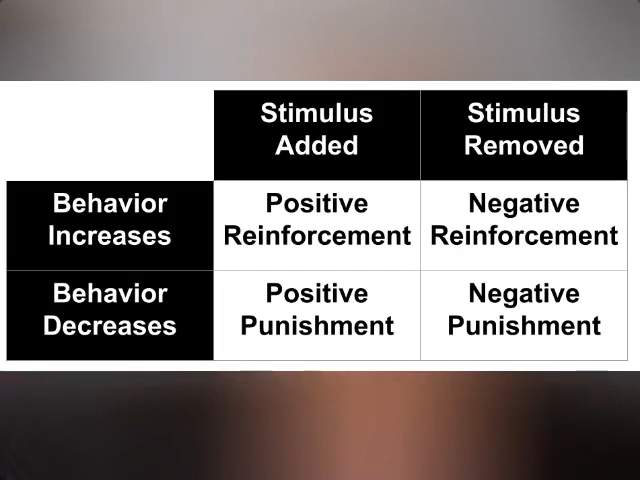 Stimulus Added
Stimulus Removed
Behavior Increases
Positive Reinforcement
Negative Reinforcement
Behavior Decreases
Positive Punishment
Negative Punishment